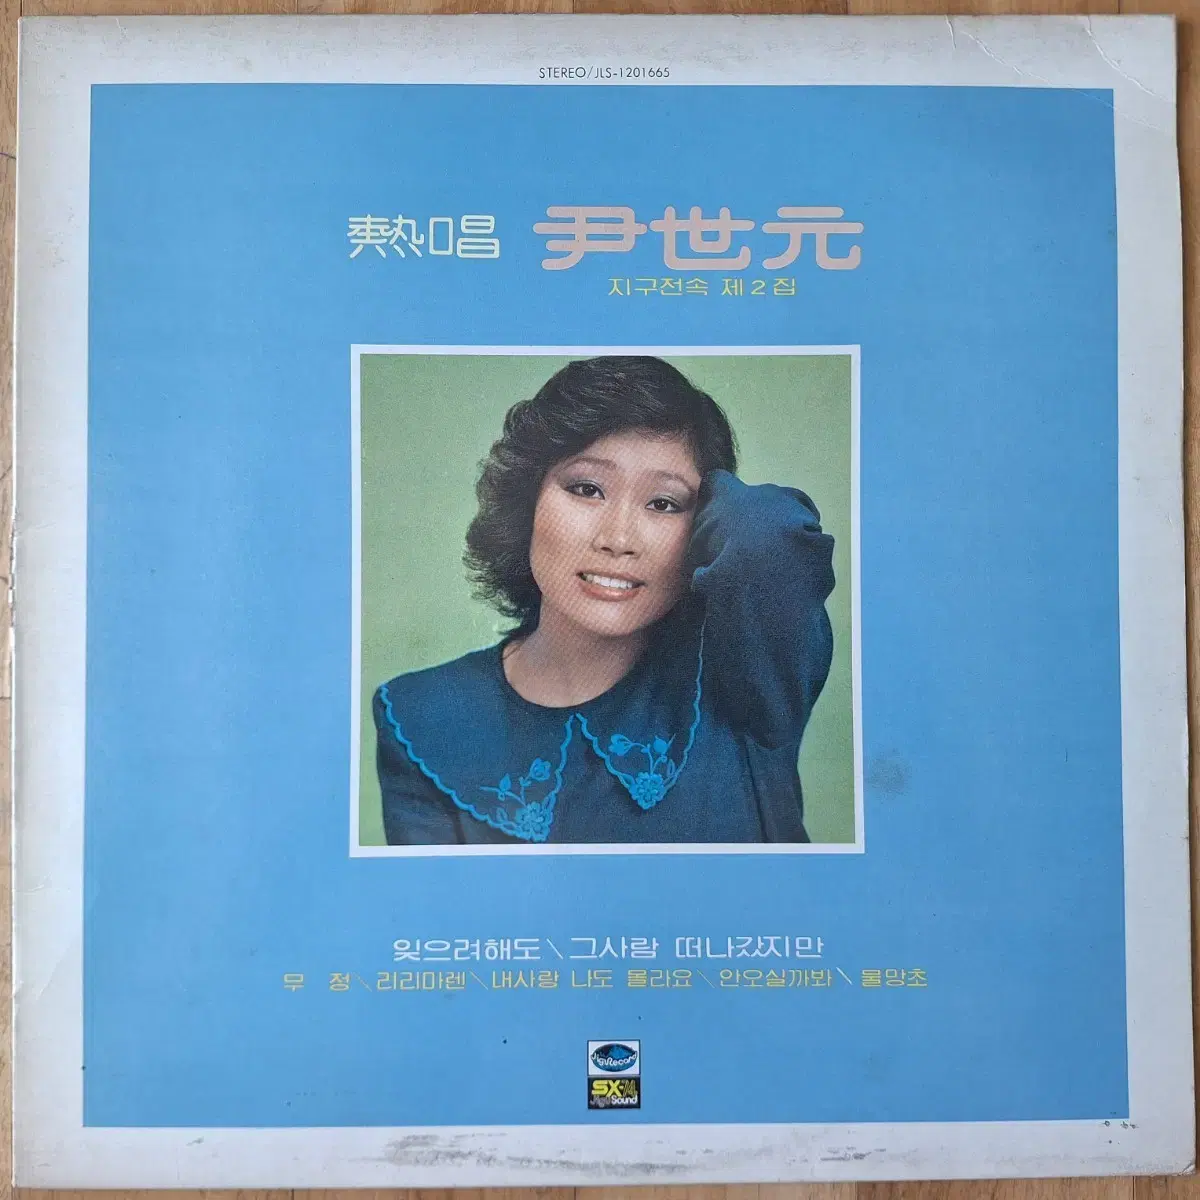 STEREO/JLS-1201665
熱唱 尹世元
지구전속 제2집
잊으려해도\그사람 떠나갔지만
무 정\리리마렌\내사랑 나도 몰라요\안오실까봐\물망초
JiguRecord
SX-74
JiguSound